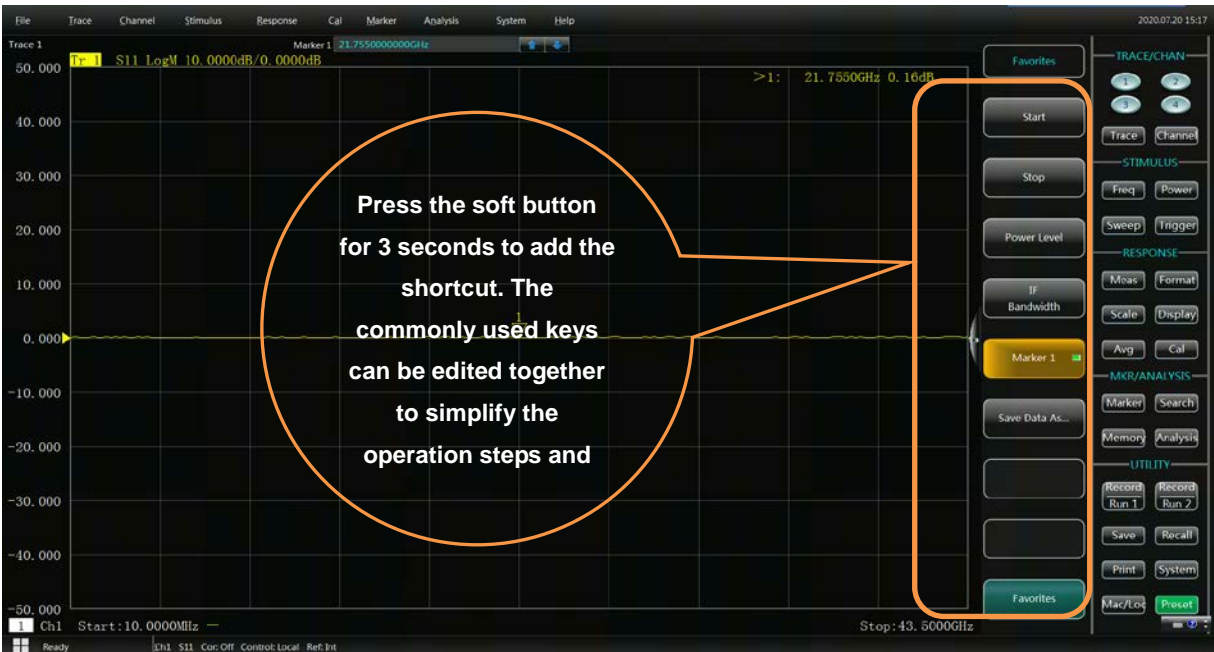 File Trace Channel Stimulus Response Cal Marker Analysis System Help 2020.07.20 15:17
Trace 1 Marker 1 21.7550000000GHz
Tr 1 S11 LogM 10.0000dB/0.0000dB
>1: 21.7550GHz 0.16dB
50.000
40.000
30.000
20.000
10.000
0.000
-10.000
-20.000
-30.000
-40.000
-50.000
1
Press the soft button
for 3 seconds to add the
shortcut. The
commonly used keys
can be edited together
to simplify the
operation steps and
Favorites
Start
Stop
Power Level
IF
Bandwidth
Marker 1
Save Data As...
Favorites
TRACE/CHAN
1 2
3 4
Trace Channel
STIMULUS
Freq Power
Sweep Trigger
RESPONSE
Meas Format
Scale Display
Avg Cal
MKR/ANALYSIS
Marker Search
Memory Analysis
UTILITY
Record Record
Run 1 Run 2
Save Recall
Print System
Mac/Loc Preset
1 Ch1 Start:10.0000MHz — Stop:43.5000GHz
Ready Ch1 S11 Cor: Off Control: Local Ref: Int